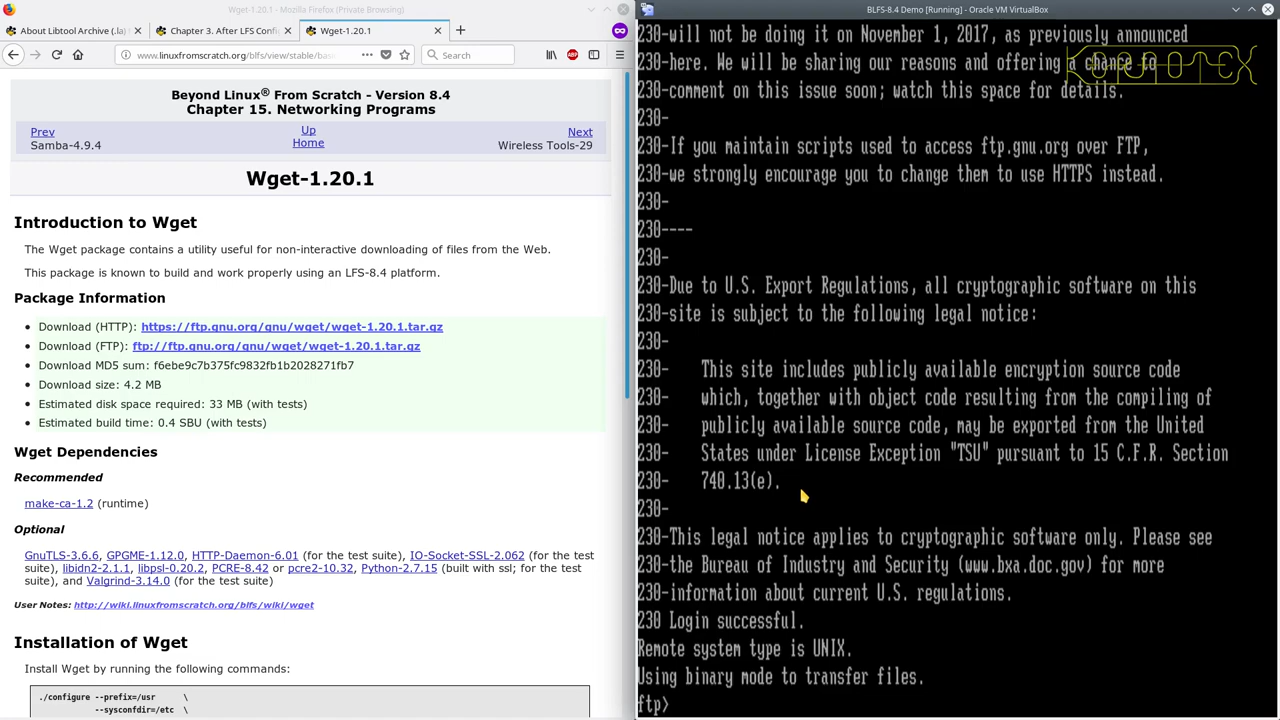 Wget-1.20.1 - Mozilla Firefox (Private Browsing)
About Libtool Archive (.la)
Chapter 3. After LFS Confi
Wget-1.20.1
www.linuxfromscratch.org/blfs/view/stable/bas
Search
ABP
Beyond Linux® From Scratch - Version 8.4
Chapter 15. Networking Programs
Prev
Up
Next
Samba-4.9.4
Home
Wireless Tools-29
Wget-1.20.1
Introduction to Wget
The Wget package contains a utility useful for non-interactive downloading of files from the Web.
This package is known to build and work properly using an LFS-8.4 platform.
Package Information
Download (HTTP): https://ftp.gnu.org/gnu/wget/wget-1.20.1.tar.gz
Download (FTP): ftp://ftp.gnu.org/gnu/wget/wget-1.20.1.tar.gz
Download MD5 sum: f6ebe9c7b375fc9832fb1b2028271fb7
Download size: 4.2 MB
Estimated disk space required: 33 MB (with tests)
Estimated build time: 0.4 SBU (with tests)
Wget Dependencies
Recommended
make-ca-1.2 (runtime)
Optional
GnuTLS-3.6.6, GPGME-1.12.0, HTTP-Daemon-6.01 (for the test suite), IO-Socket-SSL-2.062 (for the test
suite), libidn2-2.1.1, libpsl-0.20.2, PCRE-8.42 or pcre2-10.32, Python-2.7.15 (built with ssl; for the test
suite), and Valgrind-3.14.0 (for the test suite)
User Notes: http://wiki.linuxfromscratch.org/blfs/wiki/wget
Installation of Wget
Install Wget by running the following commands:
./configure --prefix=/usr \
--sysconfdir=/etc \
BLFS-8.4 Demo [Running] - Oracle VM VirtualBox
230-will not be doing it on November 1, 2017, as previously announced
230-here. We will be sharing our reasons and offering a chance to
230-comment on this issue soon; watch this space for details.
230-
230-If you maintain scripts used to access ftp.gnu.org over FTP,
230-we strongly encourage you to change them to use HTTPS instead.
230-
230----
230-
230-Due to U.S. Export Regulations, all cryptographic software on this
230-site is subject to the following legal notice:
230-
230- This site includes publicly available encryption source code
230- which, together with object code resulting from the compiling of
230- publicly available source code, may be exported from the United
230- States under License Exception "TSU" pursuant to 15 C.F.R. Section
230- 740.13(e).
230-
230-This legal notice applies to cryptographic software only. Please see
230-the Bureau of Industry and Security (www.bxa.doc.gov) for more
230-information about current U.S. regulations.
230 Login successful.
Remote system type is UNIX.
Using binary mode to transfer files.
ftp>